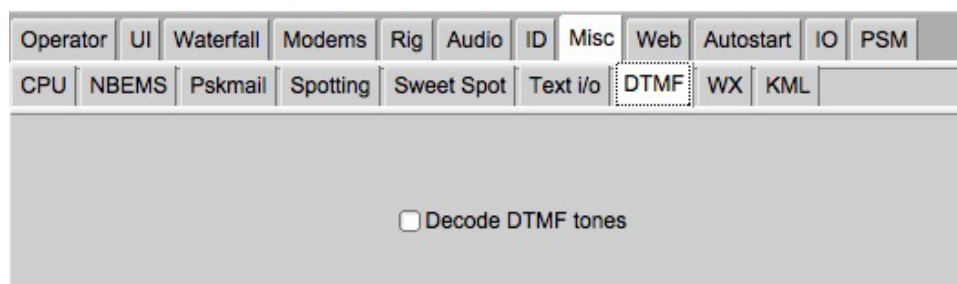 Operator UI Waterfall Modems Rig Audio ID Misc Web Autostart IO PSM
CPU NBEMS Pskmail Spotting Sweet Spot Text i/o DTMF WX KML
Decode DTMF tones